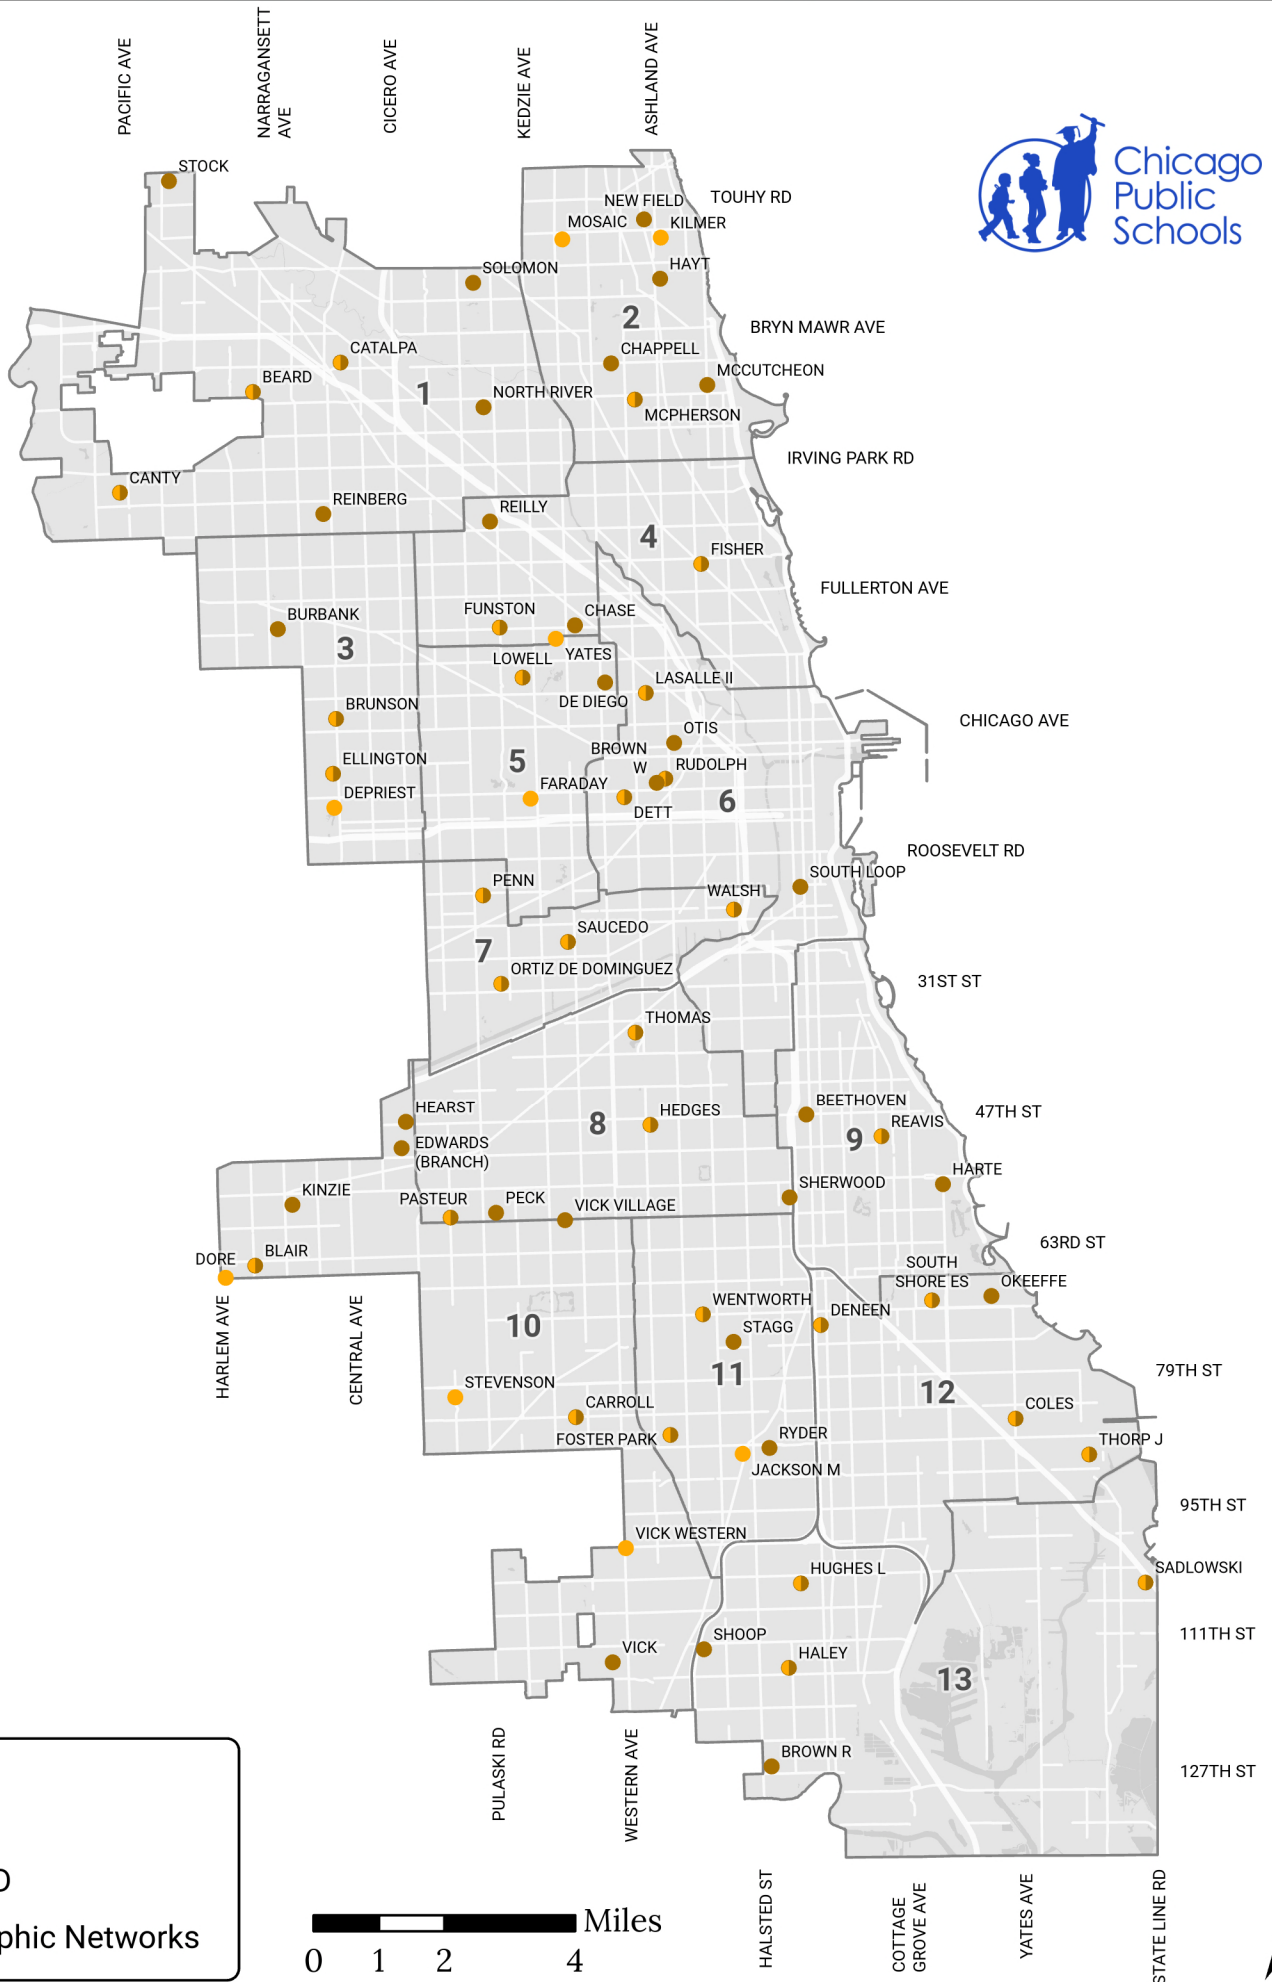 PACIFIC AVE
NARRAGANSETT
AVE
CICERO AVE
KEDZIE AVE
ASHLAND AVE
Chicago
Public
Schools
STOCK
TOUHY RD
NEW FIELD
MOSAIC
KILMER
SOLOMON
HAYT
2
BRYN MAWR AVE
CATALPA
CHAPPELL
BEARD
MCCUTCHEON
1
NORTH RIVER
MCPHERSON
IRVING PARK RD
CANTY
REINBERG
REILLY
4
FISHER
FULLERTON AVE
BURBANK
FUNSTON
CHASE
3
LOWELL
YATES
LASALLE II
DE DIEGO
BRUNSON
CHICAGO AVE
OTIS
BROWN
W
ELLINGTON
5
RUDOLPH
FARADAY
DEPRIEST
6
DETT
ROOSEVELT RD
SOUTH LOOP
PENN
WALSH
SAUCEDO
7
ORTIZ DE DOMINGUEZ
31ST ST
THOMAS
HEARST
BEETHOVEN
HEDGES
47TH ST
8
REAVIS
9
EDWARDS
(BRANCH)
HARTE
KINZIE
SHERWOOD
PASTEUR
PECK
VICK VILLAGE
63RD ST
DORE
BLAIR
SOUTH
SHORE ES
OKEEFFE
HARLEM AVE
CENTRAL AVE
WENTWORTH
DENEEN
10
STAGG
79TH ST
11
STEVENSON
12
CARROLL
COLES
FOSTER PARK
RYDER
THORP J
JACKSON M
95TH ST
VICK WESTERN
HUGHES L
SADLOWSKI
111TH ST
VICK
SHOOP
HALEY
13
BROWN R
127TH ST
PULASKI RD
WESTERN AVE
phic Networks
Miles
0 1 2 4
HALSTED ST
COTTAGE
GROVE AVE
YATES AVE
STATE LINE RD